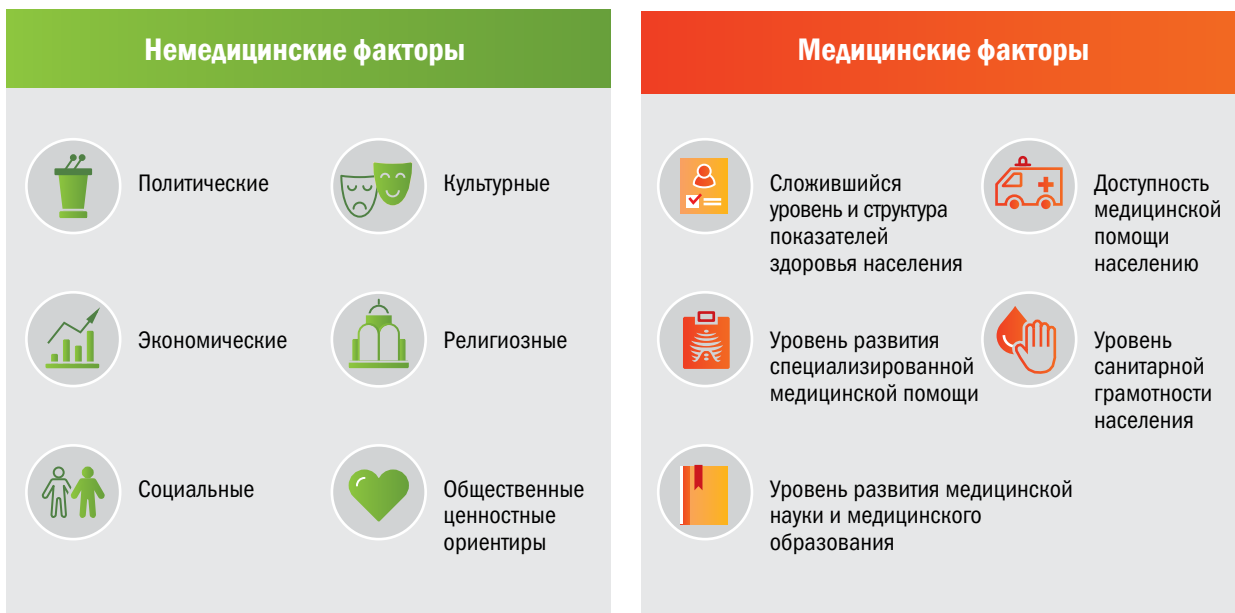 Немедицинские факторы
Политические
Культурные
Экономические
Религиозные
Социальные
Общественные
ценностные
ориентиры
Медицинские факторы
Сложившийся
уровень и структура
показателей
здоровья населения
Доступность
медицинской
помощи
населению
Уровень развития
специализированной
медицинской помощи
Уровень
санитарной
грамотности
населения
Уровень развития медицинской
науки и медицинского
образования